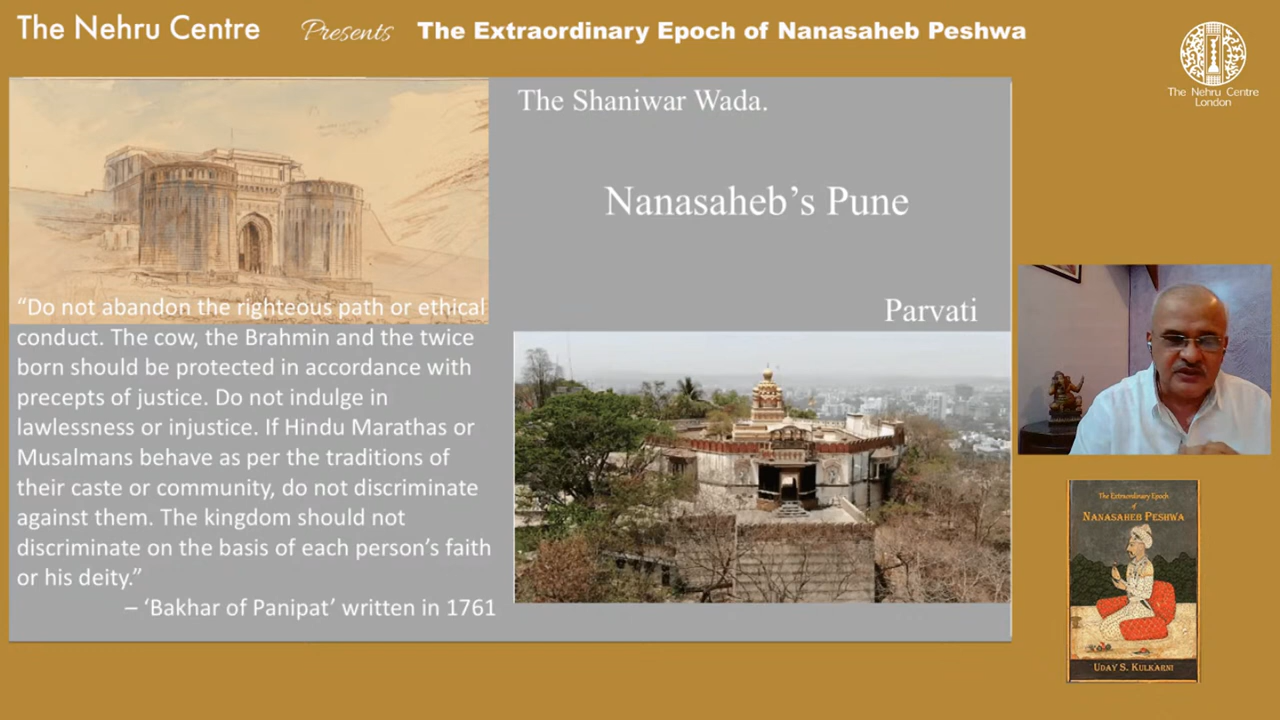 The Nehru Centre Presents The Extraordinary Epoch of Nanasaheb Peshwa
The Nehru Centre
London
The Shaniwar Wada.
Nanasaheb’s Pune
Parvati
“Do not abandon the righteous path or ethical
conduct. The cow, the Brahmin and the twice
born should be protected in accordance with
precepts of justice. Do not indulge in
lawlessness or injustice. If Hindu Marathas or
Musalmans behave as per the traditions of
their caste or community, do not discriminate
against them. The kingdom should not
discriminate on the basis of each person’s faith
or his deity.”
– ‘Bakhar of Panipat’ written in 1761
The Extraordinary Epoch
of
Nanasaheb Peshwa
Uday S. Kulkarni